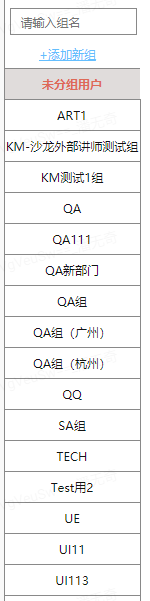 请输入组名
+添加新组
未分组用户
ART1
KM-沙龙外部讲师测试组
KM测试1组
QA
QA111
QA新部门
QA组
QA组（广州）
QA组（杭州）
QQ
SA组
TECH
Test用2
UE
UI11
UI113